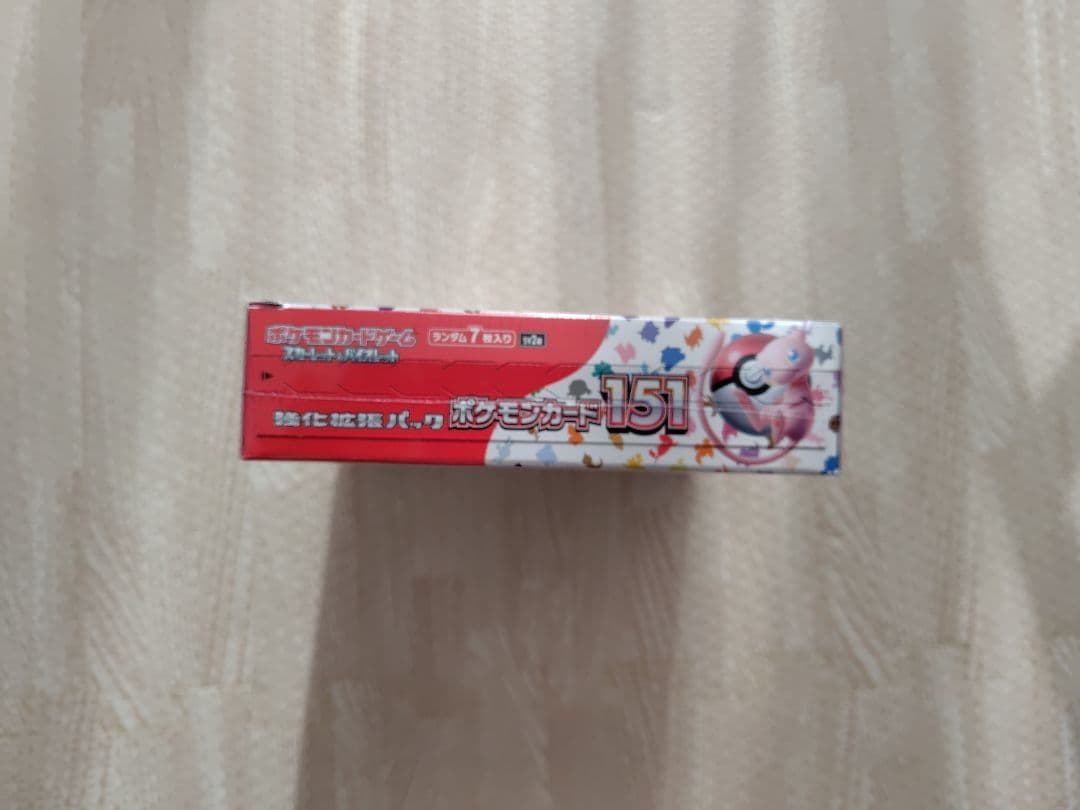 ポケモンカードゲーム
スカーレット&バイオレット
ランダム7枚入り
sv2a
強化拡張パック
ポケモンカード151